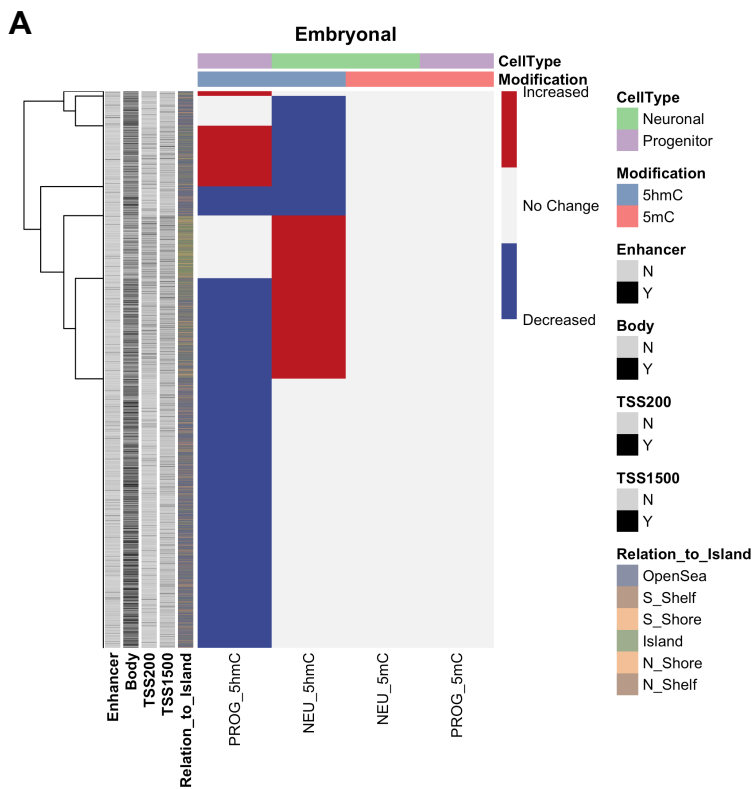 A
Embryonal
CellType
Modification
Increased
No Change
Decreased
CellType
Neuronal
Progenitor
Modification
5hmC
5mC
Enhancer
N
Y
Body
N
Y
TSS200
N
Y
TSS1500
N
Y
Relation_to_Island
OpenSea
S_Shelf
S_Shore
Island
N_Shore
N_Shelf
Enhancer
Body
TSS200
TSS1500
Relation_to_Island
PROG_5hmC
NEU_5hmC
NEU_5mC
PROG_5mC